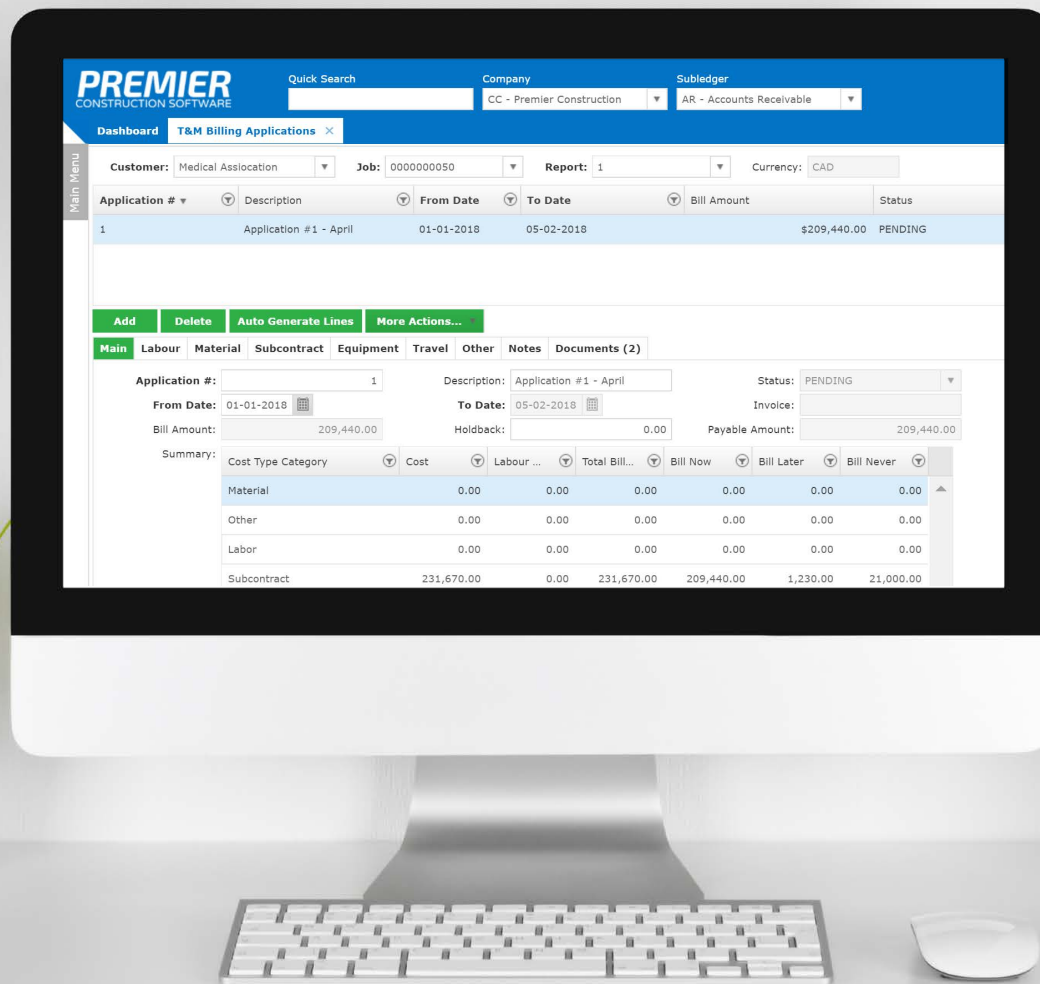 PREMIER
CONSTRUCTION SOFTWARE
Quick Search Company Subledger
CC - Premier Construction AR - Accounts Receivable
Dashboard T&M Billing Applications ×
Main Menu
Customer: Medical Assiocation Job: 0000000050 Report: 1 Currency: CAD
Application # Description From Date To Date Bill Amount Status
1 Application #1 - April 01-01-2018 05-02-2018 $209,440.00 PENDING
Add Delete Auto Generate Lines More Actions...
Main Labour Material Subcontract Equipment Travel Other Notes Documents (2)
Application #: 1 Description: Application #1 - April Status: PENDING
From Date: 01-01-2018 To Date: 05-02-2018 Invoice:
Bill Amount: 209,440.00 Holdback: 0.00 Payable Amount: 209,440.00
Summary: Cost Type Category Cost Labour ... Total Bill... Bill Now Bill Later Bill Never
Material 0.00 0.00 0.00 0.00 0.00 0.00
Other 0.00 0.00 0.00 0.00 0.00 0.00
Labor 0.00 0.00 0.00 0.00 0.00 0.00
Subcontract 231,670.00 0.00 231,670.00 209,440.00 1,230.00 21,000.00